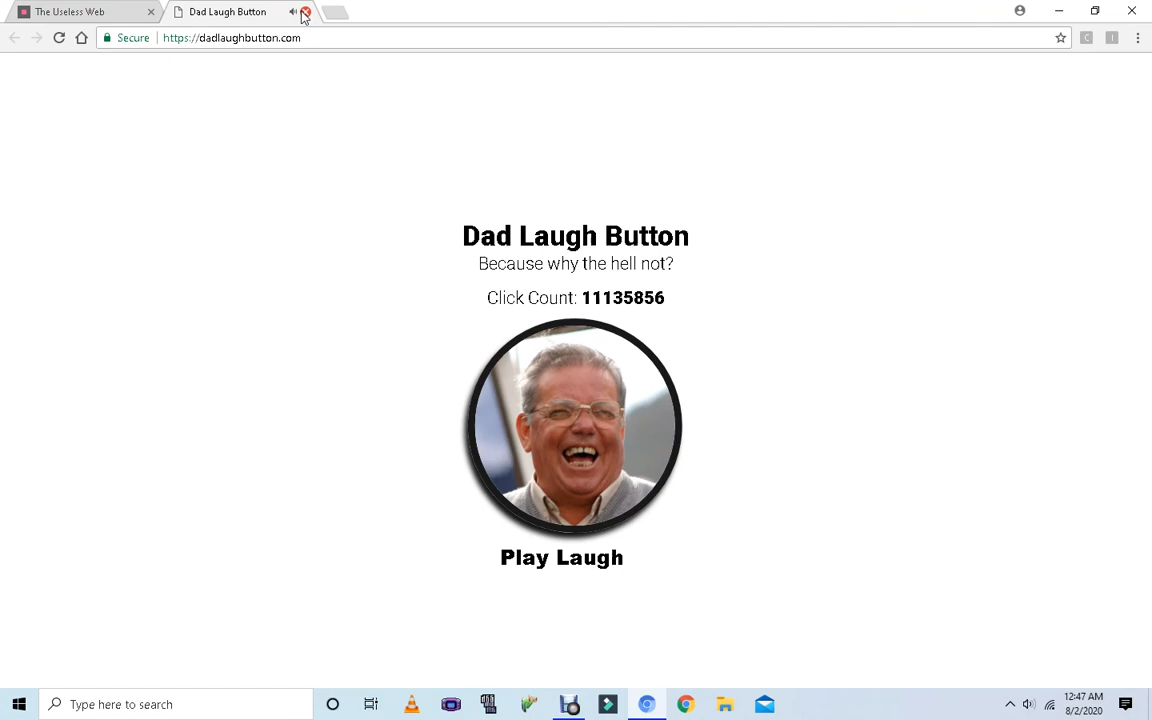 The Useless Web
Dad Laugh Button
Secure
https://dadlaughbutton.com
Dad Laugh Button
Because why the hell not?
Click Count: 11135856
Play Laugh
Type here to search
12:47 AM
8/2/2020